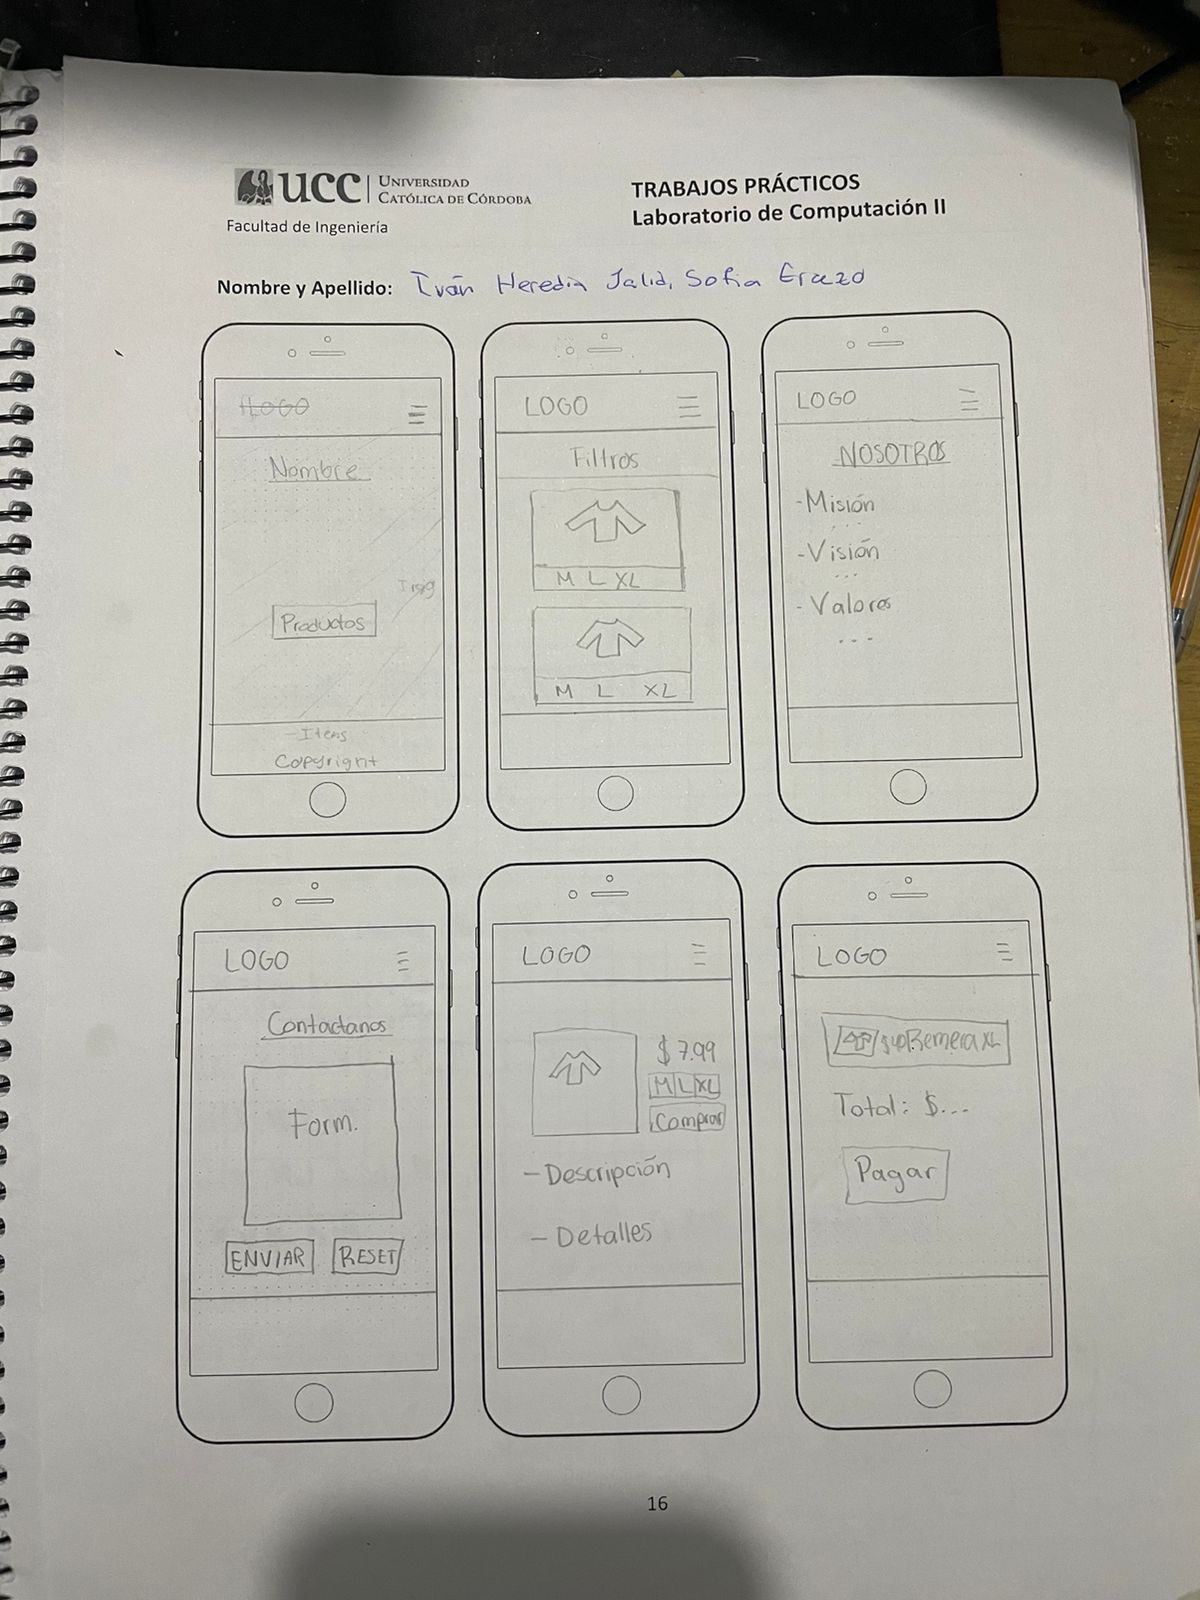 UCC UNIVERSIDAD
CATÓLICA DE CÓRDOBA
Facultad de Ingeniería
TRABAJOS PRÁCTICOS
Laboratorio de Computación II
Nombre y Apellido: Iván Heredia Jalid, Sofia Erazo
LOGO
Nombre
Productos
- Items
Copyright
LOGO
Filtros
M L XL
M L XL
LOGO
NOSOTROS
- Misión
...
- Visión
...
- Valores
...
LOGO
Contactanos
Form.
ENVIAR RESET
LOGO
$ 7.99
M L XL
Comprar
- Descripción
- Detalles
LOGO
Remera XL
Total: $...
Pagar
16